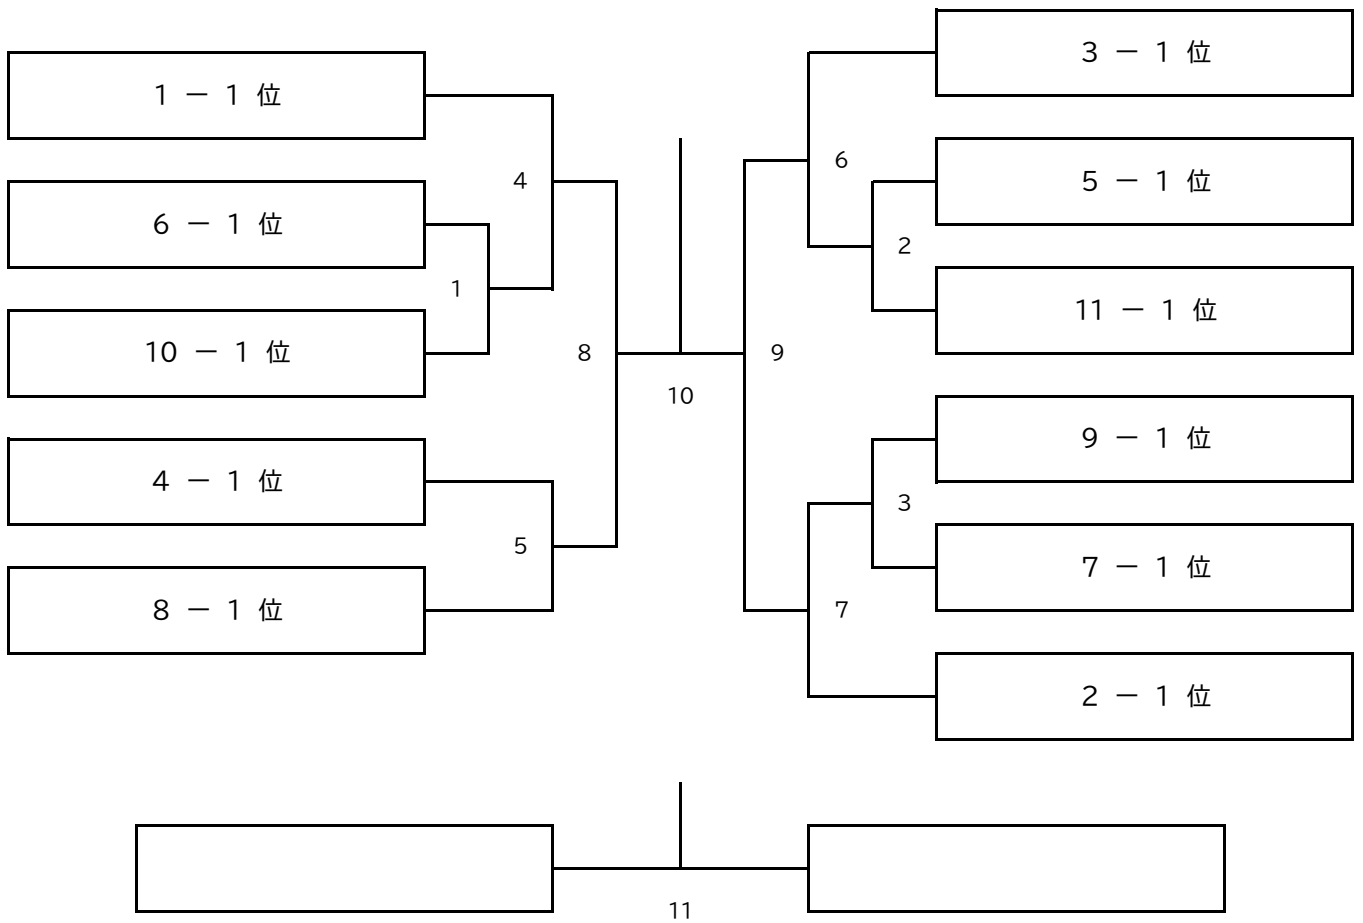 1 － 1 位
6 － 1 位
10 － 1 位
4 － 1 位
8 － 1 位
1
4
5
8
10
9
6
2
3
7
3 － 1 位
5 － 1 位
11 － 1 位
9 － 1 位
7 － 1 位
2 － 1 位
11